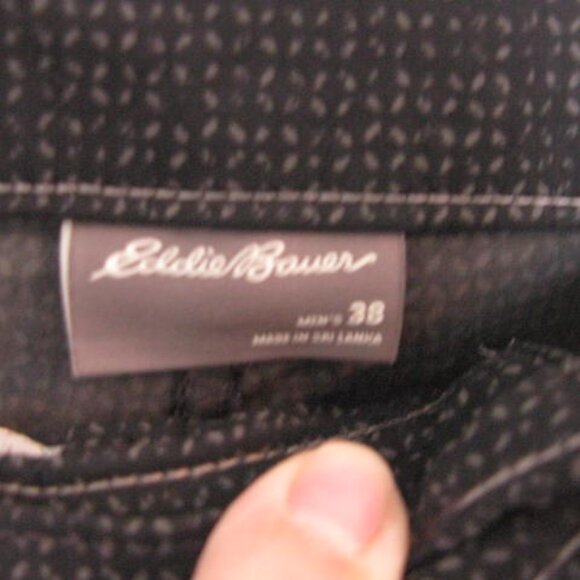 Eddie Bauer
MEN'S 38
MADE IN SRI LANKA